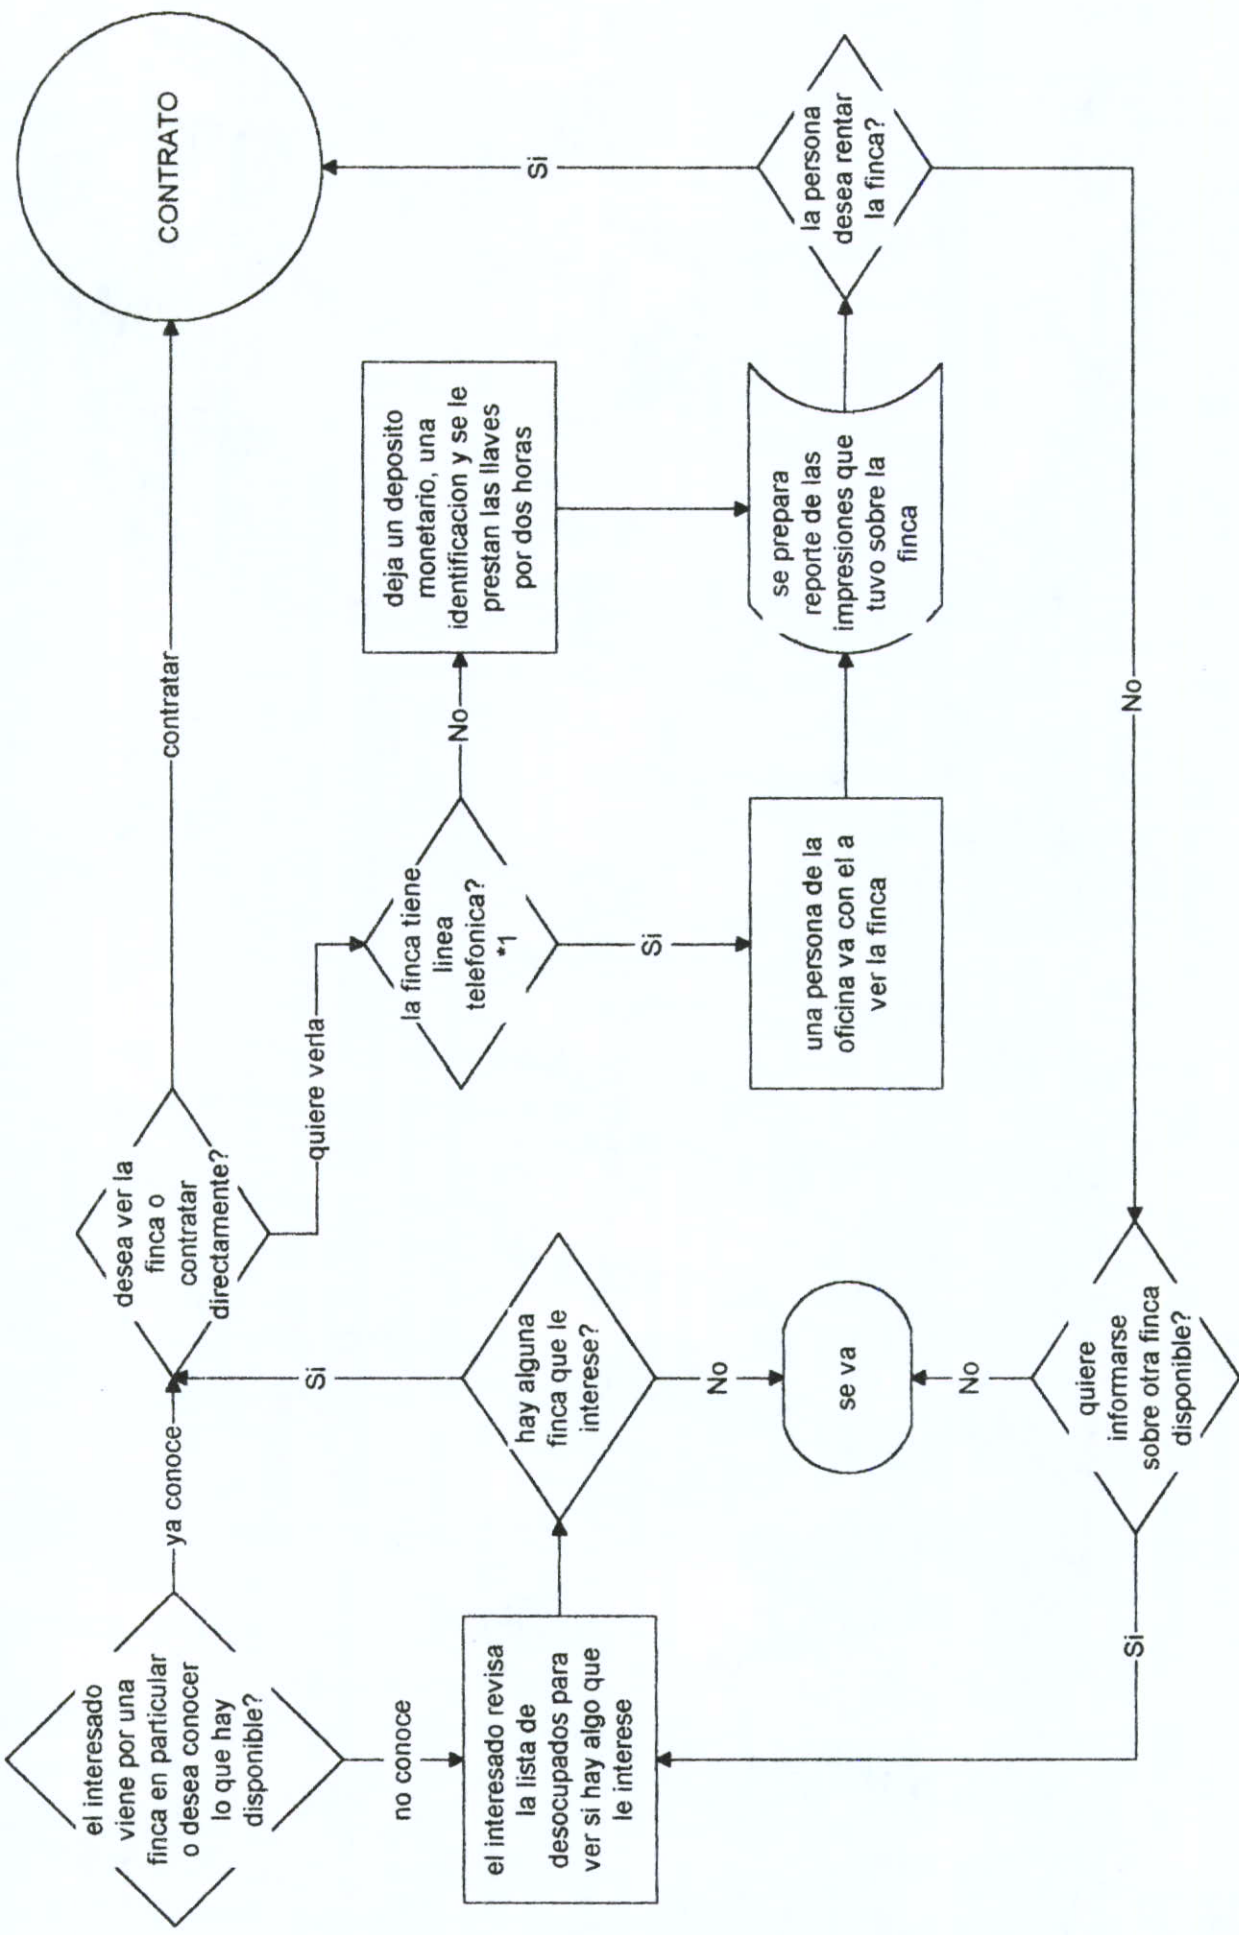 el interesado
viene por una
finca en particular
o desea conocer
lo que hay
disponible?
ya conoce
no conoce
desea ver la
finca o
contratar
directamente?
contratar
CONTRATO
quiere verla
Si
el interesado revisa
la lista de
desocupados para
ver si hay algo que
le interese
hay alguna
finca que le
interese?
No
la finca tiene
linea
telefonica?
*1
No
deja un deposito
monetario, una
identificacion y se le
prestan las llaves
por dos horas
Si
Si
se va
una persona de la
oficina va con el a
ver la finca
se prepara
reporte de las
impresiones que
tuvo sobre la
finca
la persona
desea rentar
la finca?
No
No
Si
quiere
informarse
sobre otra finca
disponible?